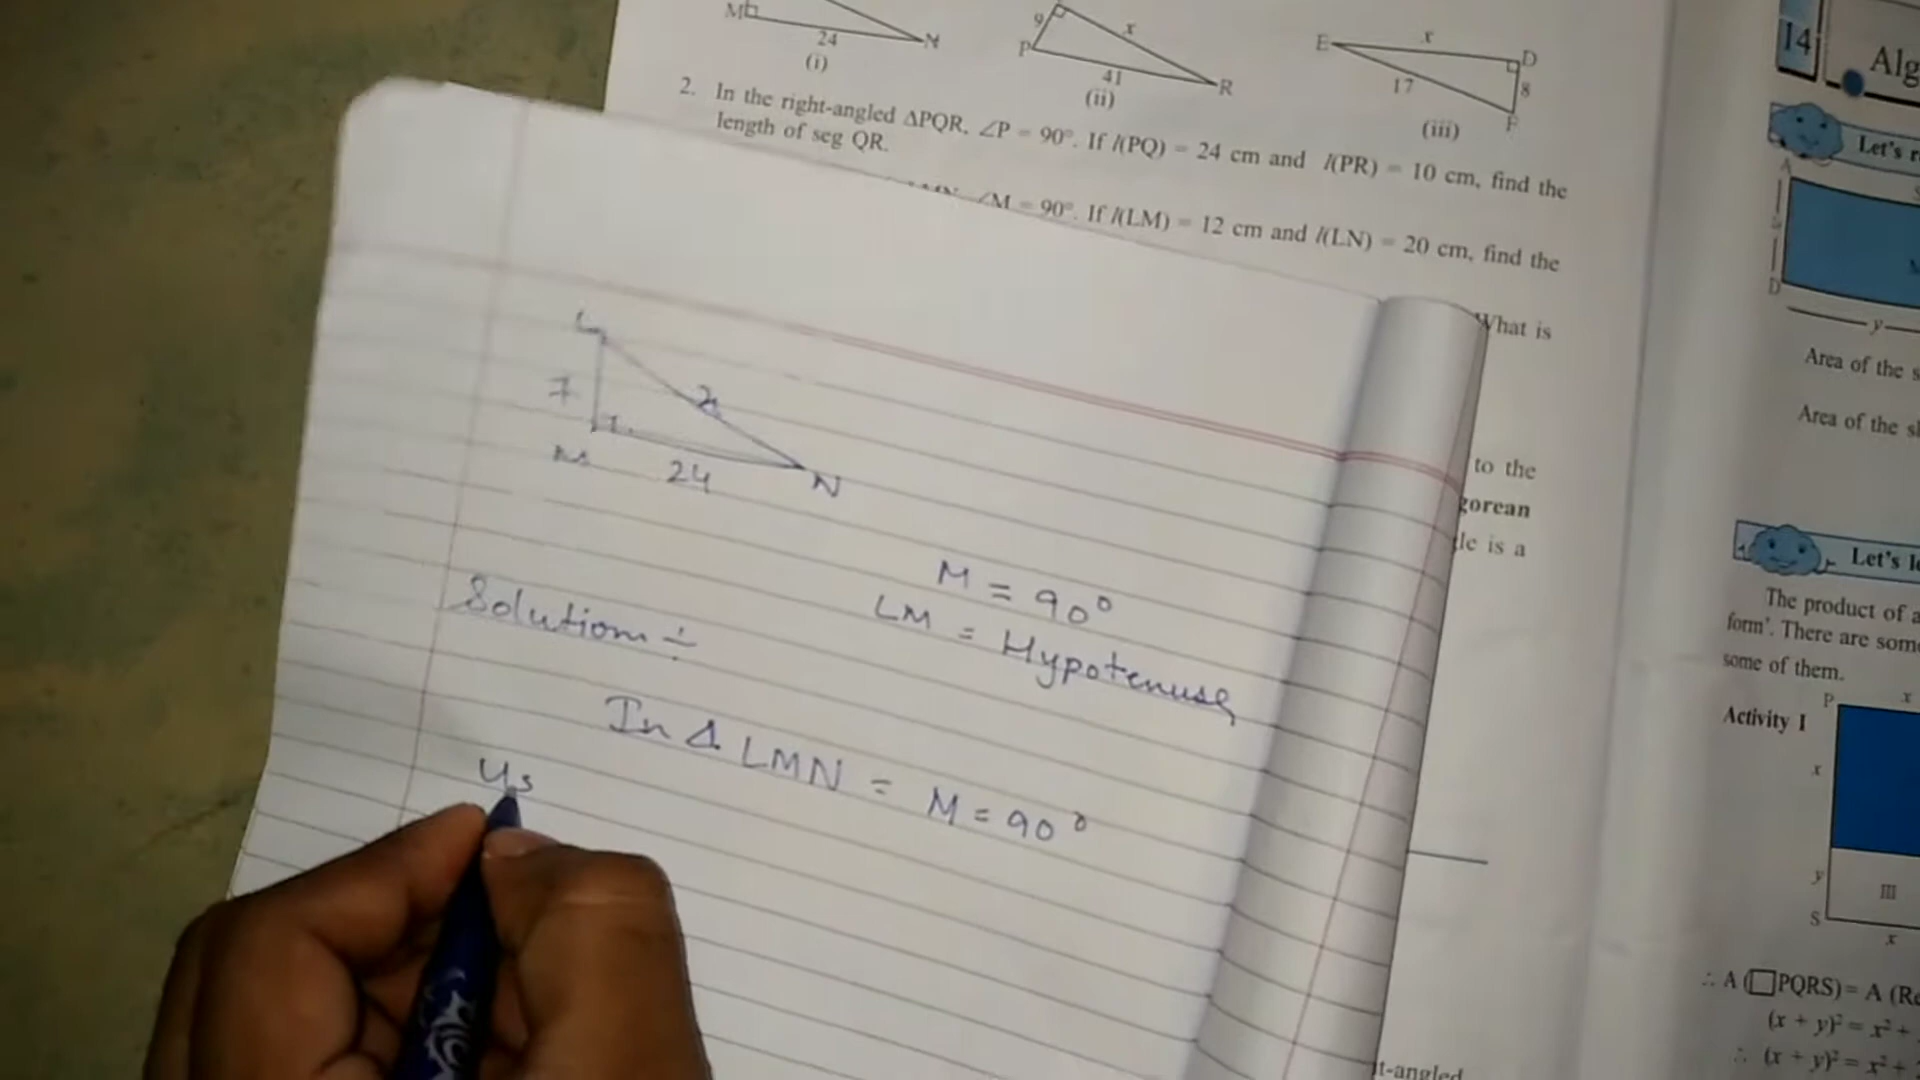 M
24
N
(i)
9
P
x
41
R
(ii)
E
x
D
17
8
F
(iii)
2. In the right-angled ΔPQR, ∠P = 90°. If l(PQ) = 24 cm and l(PR) = 10 cm, find the
length of seg QR.
∠M = 90°. If l(LM) = 12 cm and l(LN) = 20 cm, find the
What is
to the
gorean
le is a
t-angled
L
7
x
M
24
N
M = 90°
LM = Hypotenuse
Solution ÷
In Δ LMN = M = 90°
Us
14
Alg
Let's r
A
D
y
Area of the s
Area of the sl
Let's l
The product of a
form'. There are some
some of them.
Activity I
P
x
x
y
III
S
x
∴ A (□PQRS) = A (Re
(x + y)² = x² +
∴ (x + y)² = x² +